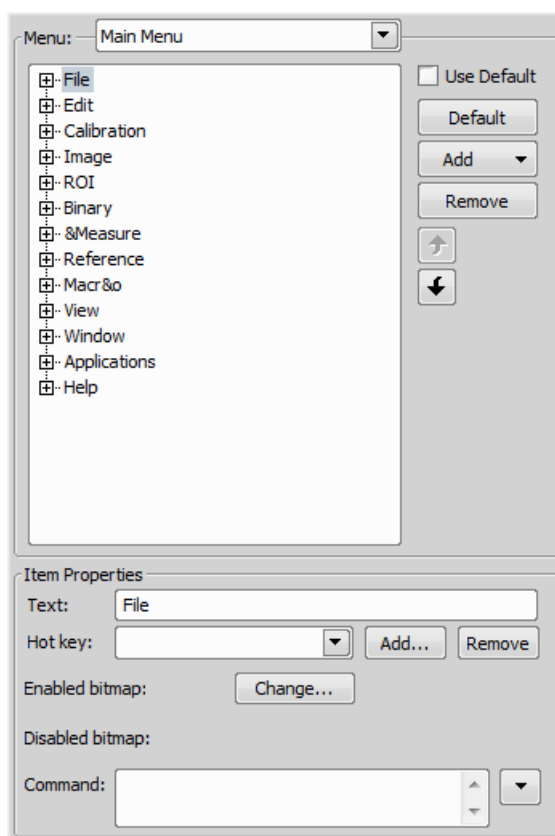 Menu: Main Menu
File
Use Default
Edit
Default
Calibration
Image
Add
ROI
Remove
Binary
&Measure
Reference
Macr&o
View
Window
Applications
Help
Item Properties
Text: File
Hot key: Add... Remove
Enabled bitmap: Change...
Disabled bitmap:
Command: